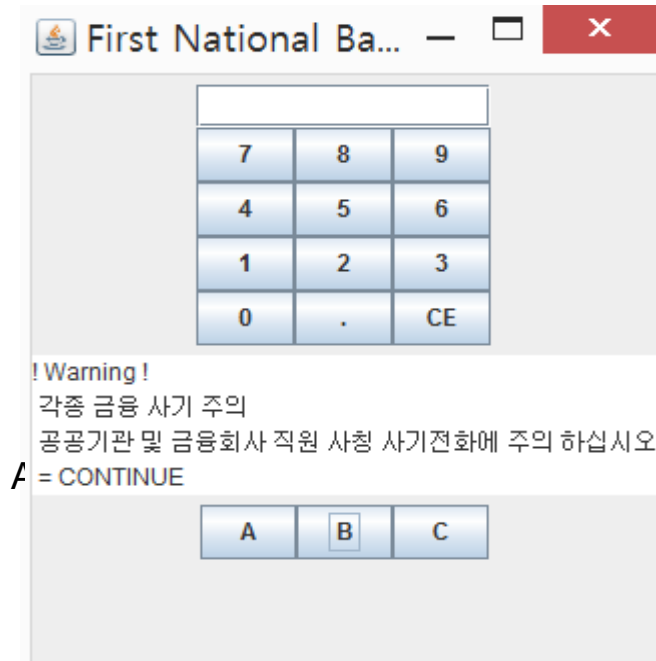 First National Ba...
7 8 9
4 5 6
1 2 3
0 . CE
! Warning !
각종 금융 사기 주의
공공기관 및 금융회사 직원 사칭 사기전화에 주의 하십시오
A = CONTINUE
A B C